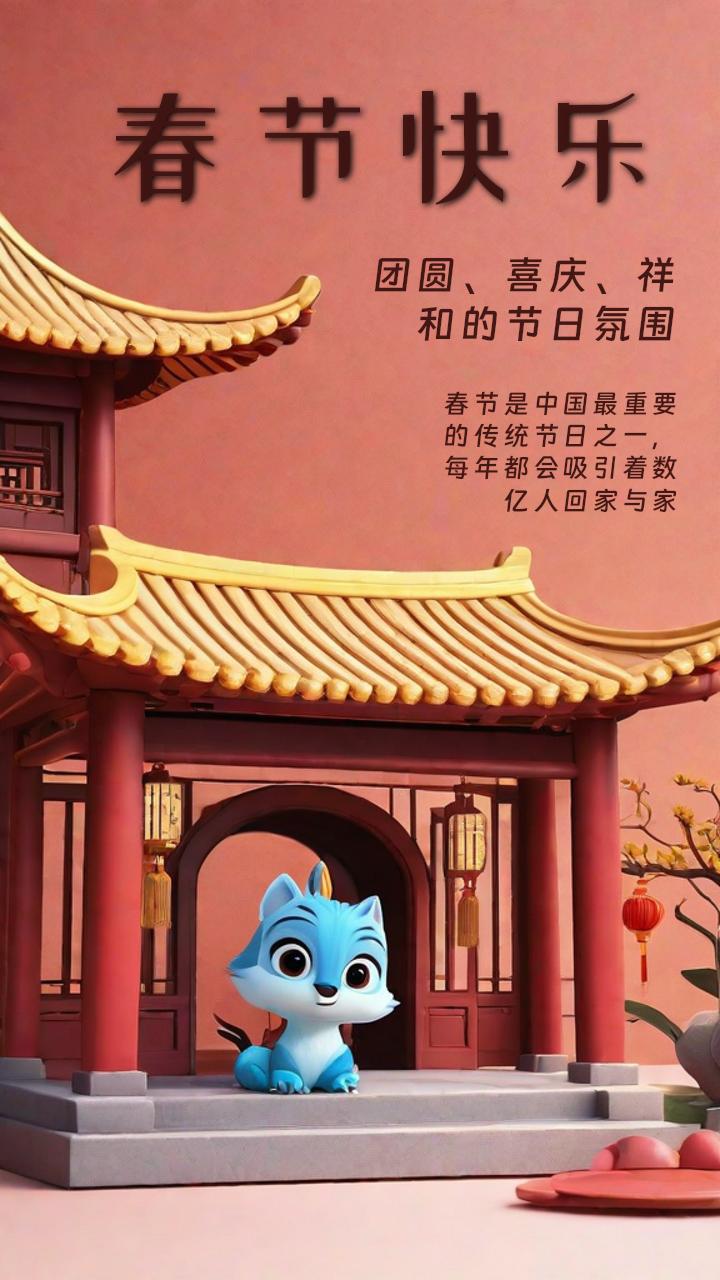 春节快乐
团圆、喜庆、祥
和的节日氛围
春节是中国最重要
的传统节日之一,
每年都会吸引着数
亿人回家与家